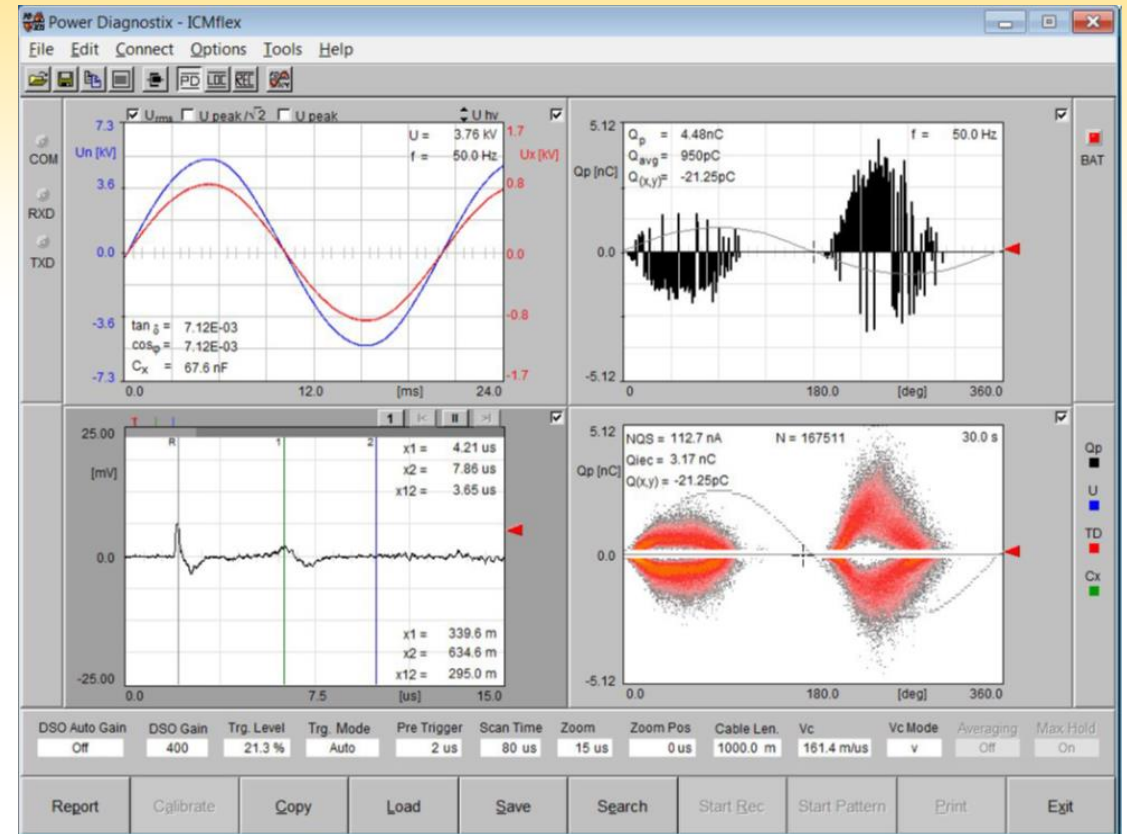 Power Diagnostix - ICMflex
File Edit Connect Options Tools Help
PD LOC REC
COM
RXD
TXD
Urms U peak/√2 U peak U hv
7.3
Un [kV]
3.6
0.0
-3.6
-7.3
U = 3.76 kV
f = 50.0 Hz
1.7
Ux [kV]
0.8
0.0
-0.8
-1.7
tan δ = 7.12E-03
cosφ = 7.12E-03
Cx = 67.6 nF
0.0 12.0 [ms] 24.0
5.12
Qp [nC]
0.0
-5.12
Qp = 4.48nC
Qavg = 950pC
Q(x,y)= -21.25pC
f = 50.0 Hz
0 180.0 [deg] 360.0
BAT
1
25.00
[mV]
0.0
-25.00
R 1 2
x1 = 4.21 us
x2 = 7.86 us
x12 = 3.65 us
x1 = 339.6 m
x2 = 634.6 m
x12 = 295.0 m
0.0 7.5 [us] 15.0
5.12
Qp [nC]
0.0
-5.12
NQS = 112.7 nA N = 167511 30.0 s
Qiec = 3.17 nC
Q(x,y) = -21.25pC
0.0 180.0 [deg] 360.0
Qp
U
TD
Cx
DSO Auto Gain DSO Gain Trg. Level Trg. Mode Pre Trigger Scan Time Zoom Zoom Pos Cable Len. Vc Vc Mode Averaging Max Hold
Off 400 21.3 % Auto 2 us 80 us 15 us 0 us 1000.0 m 161.4 m/us v Off On
Report Calibrate Copy Load Save Search Start Rec Start Pattern Print Exit